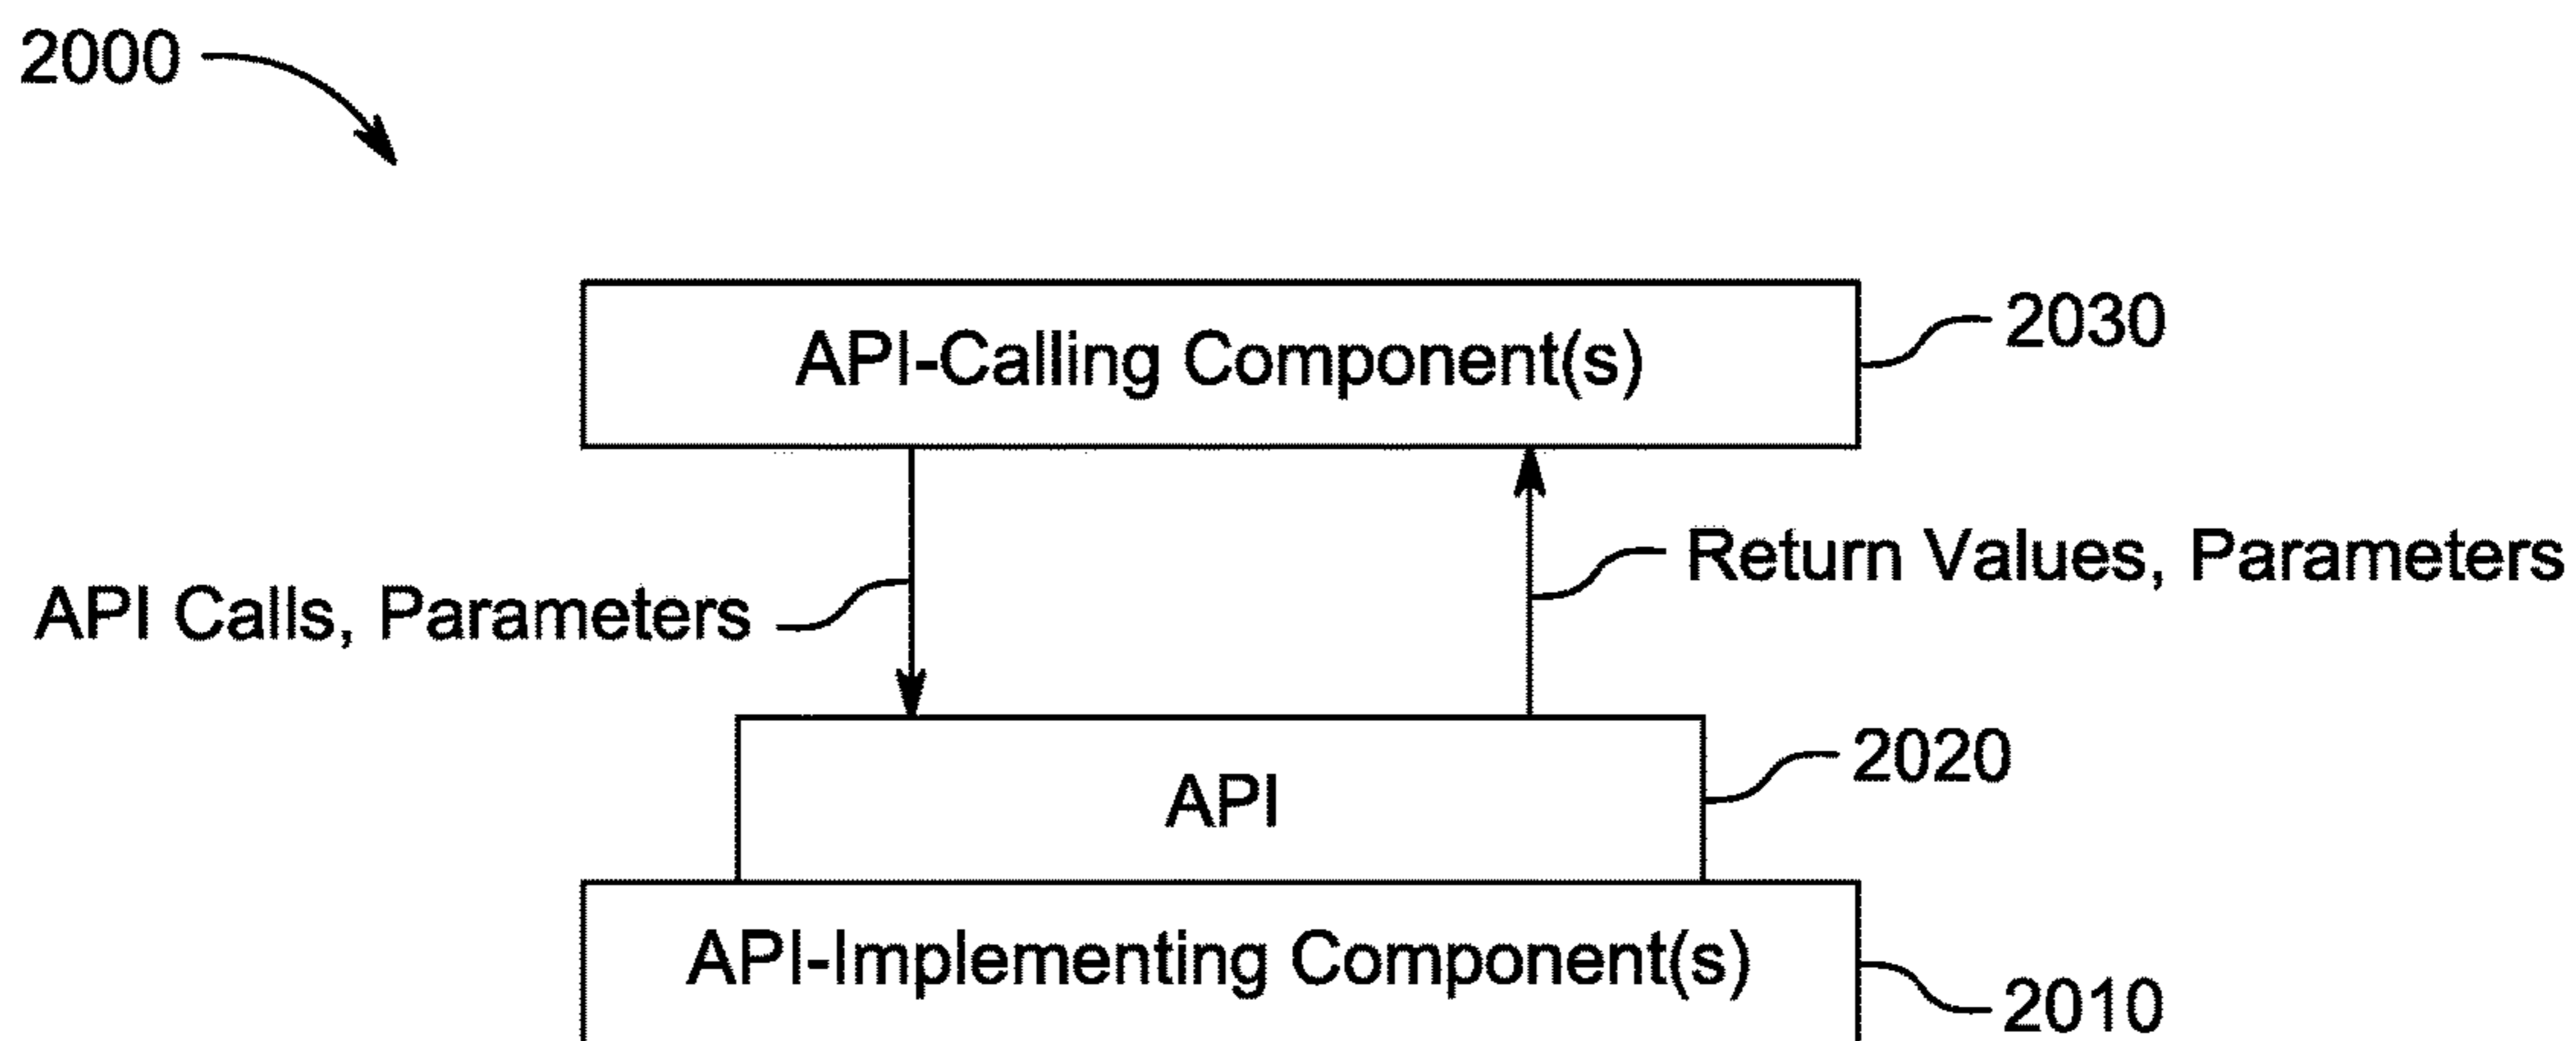 2000
API-Calling Component(s)
2030
Return Values, Parameters
API Calls, Parameters
2020
API
API-Implementing Component(s)
2010